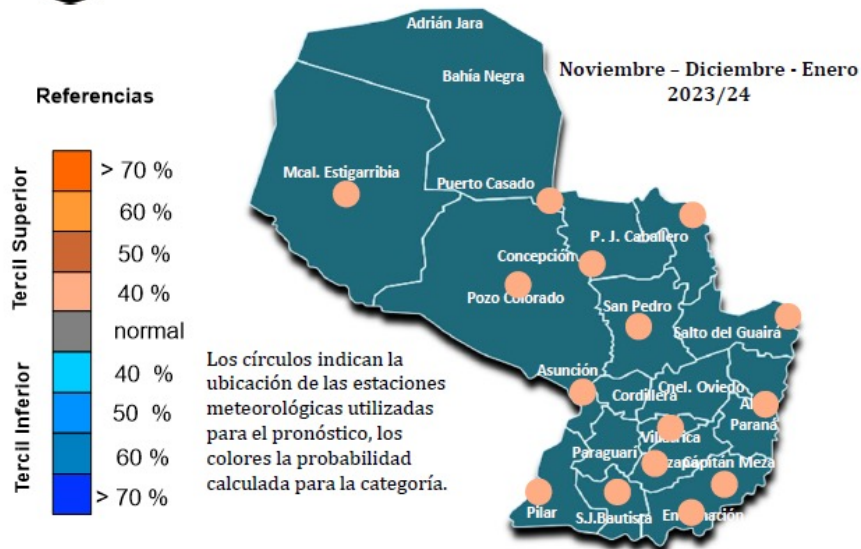 Adrián Jara
Bahía Negra
Noviembre – Diciembre - Enero
2023/24
Referencias
Tercil Superior
> 70 %
60 %
50 %
40 %
normal
Tercil Inferior
40 %
50 %
60 %
> 70 %
Mcal. Estigarribia
Puerto Casado
P. J. Caballero
Concepción
Pozo Colorado
San Pedro
Salto del Guairá
Los círculos indican la
ubicación de las estaciones
meteorológicas utilizadas
para el pronóstico, los
colores la probabilidad
calculada para la categoría.
Asunción
Cordillera
Cnel. Oviedo
Paraná
Paraguarí
Capitán Meza
Pilar
S.J.Bautista